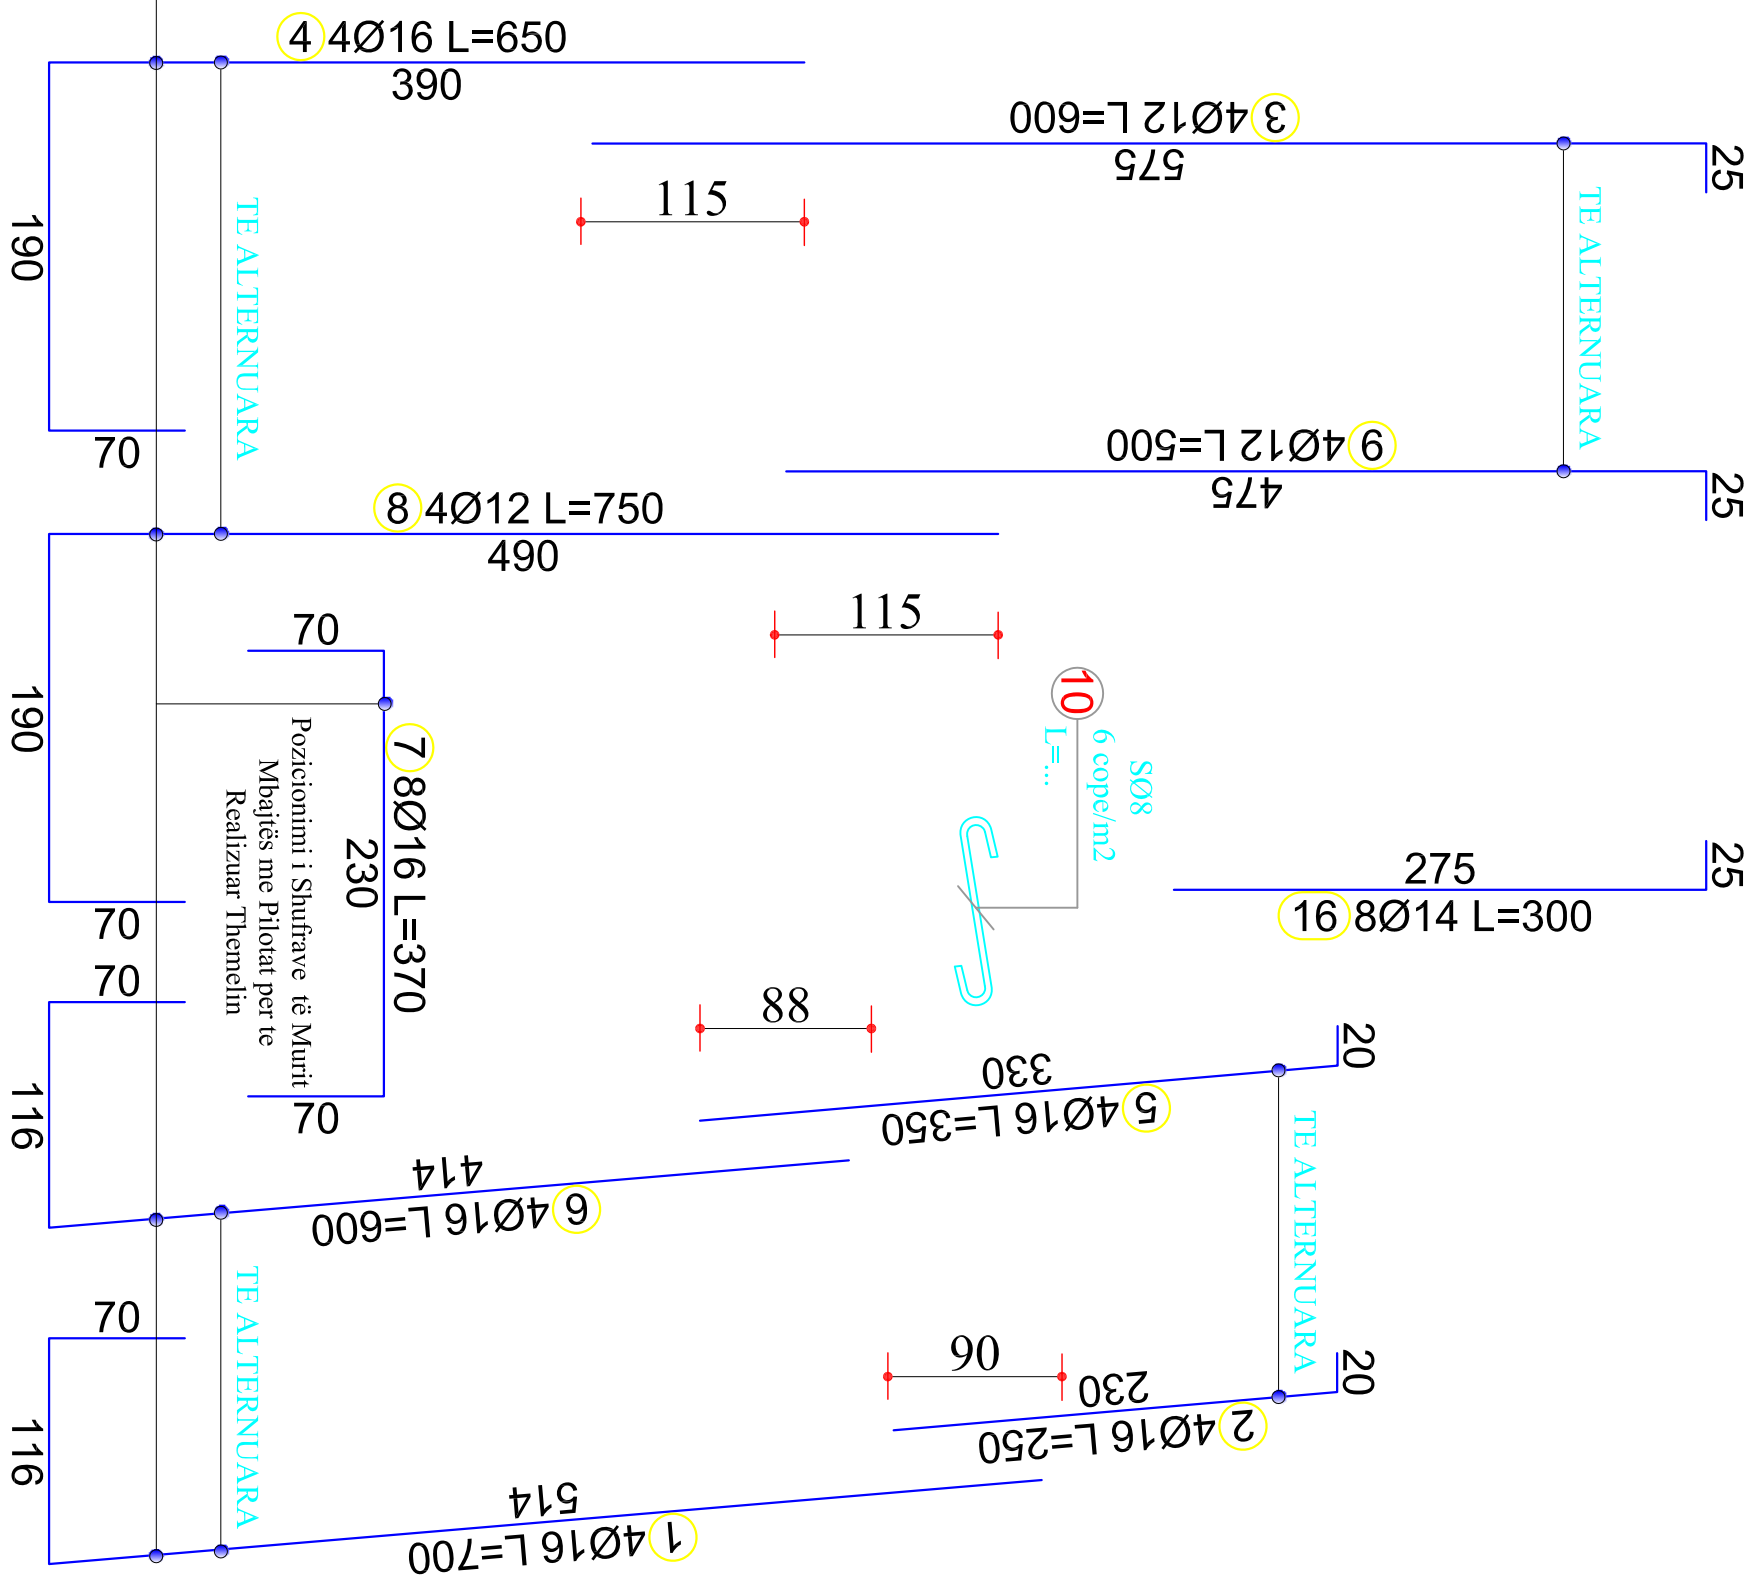 4 4Ø16 L=650
390
3 4Ø12 L=600
575
25
115
190
TE ALTERNUARA
TE ALTERNUARA
70
9 4Ø12 L=500
475
25
8 4Ø12 L=750
490
115
70
190
7 8Ø16 L=370
230
Pozicionimi i Shufrave të Murit
Mbajtës me Pilotat per te
Realizuar Themelin
10
SØ8
6 cope/m2
L=...
275
25
16 8Ø14 L=300
70
70
116
70
88
330
5 4Ø16 L=350
20
414
6 4Ø16 L=600
TE ALTERNUARA
TE ALTERNUARA
70
116
90
230
2 4Ø16 L=250
20
514
1 4Ø16 L=700